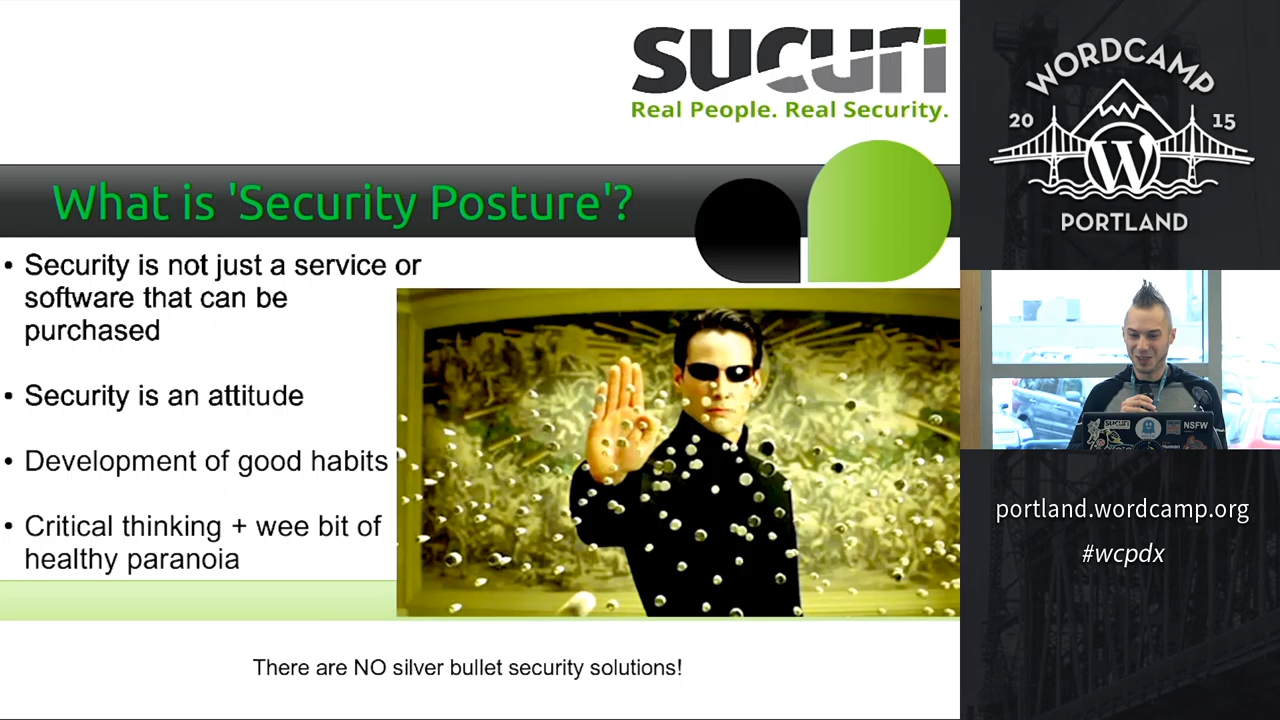 sucuri
Real People. Real Security.
What is 'Security Posture'?
• Security is not just a service or
software that can be
purchased
• Security is an attitude
• Development of good habits
• Critical thinking + wee bit of
healthy paranoia
There are NO silver bullet security solutions!
WORDCAMP
20 15
W
PORTLAND
SUCURI
NSFW
portland.wordcamp.org
#wcpdx